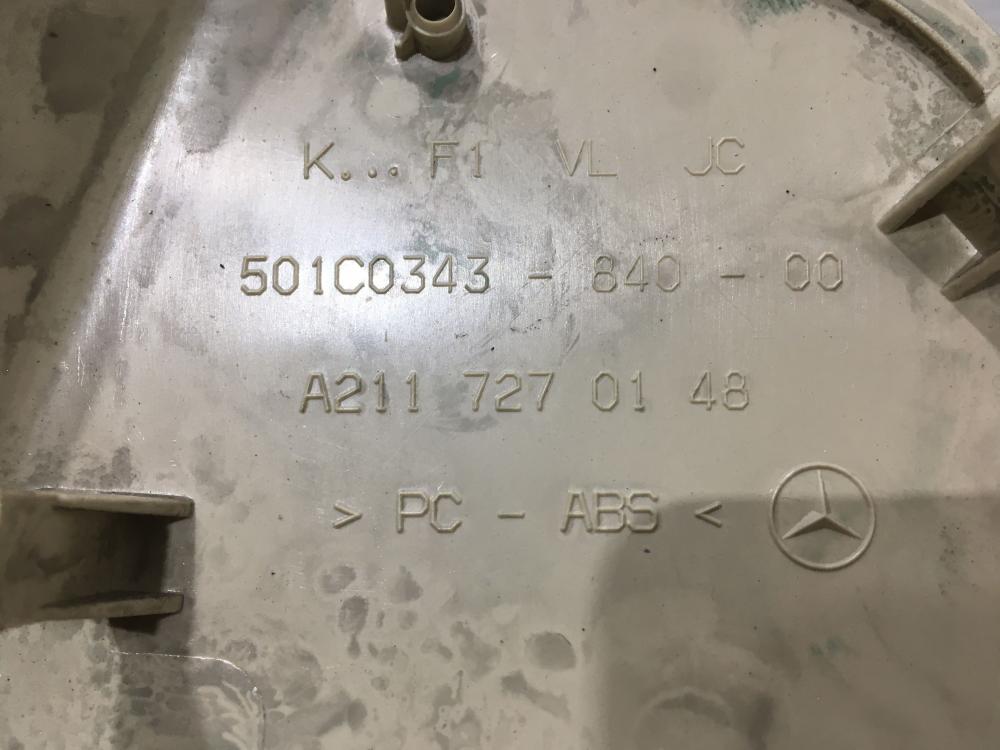 K... F1 VL JC
501C0343 - 840 - 00
A211 727 01 48
> PC - ABS <